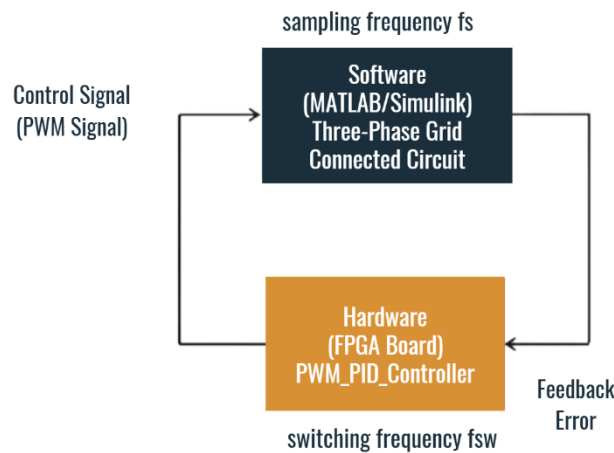 sampling frequency fs
Control Signal
(PWM Signal)
Software
(MATLAB/Simulink)
Three-Phase Grid
Connected Circuit
Hardware
(FPGA Board)
PWM_PID_Controller
Feedback
Error
switching frequency fsw